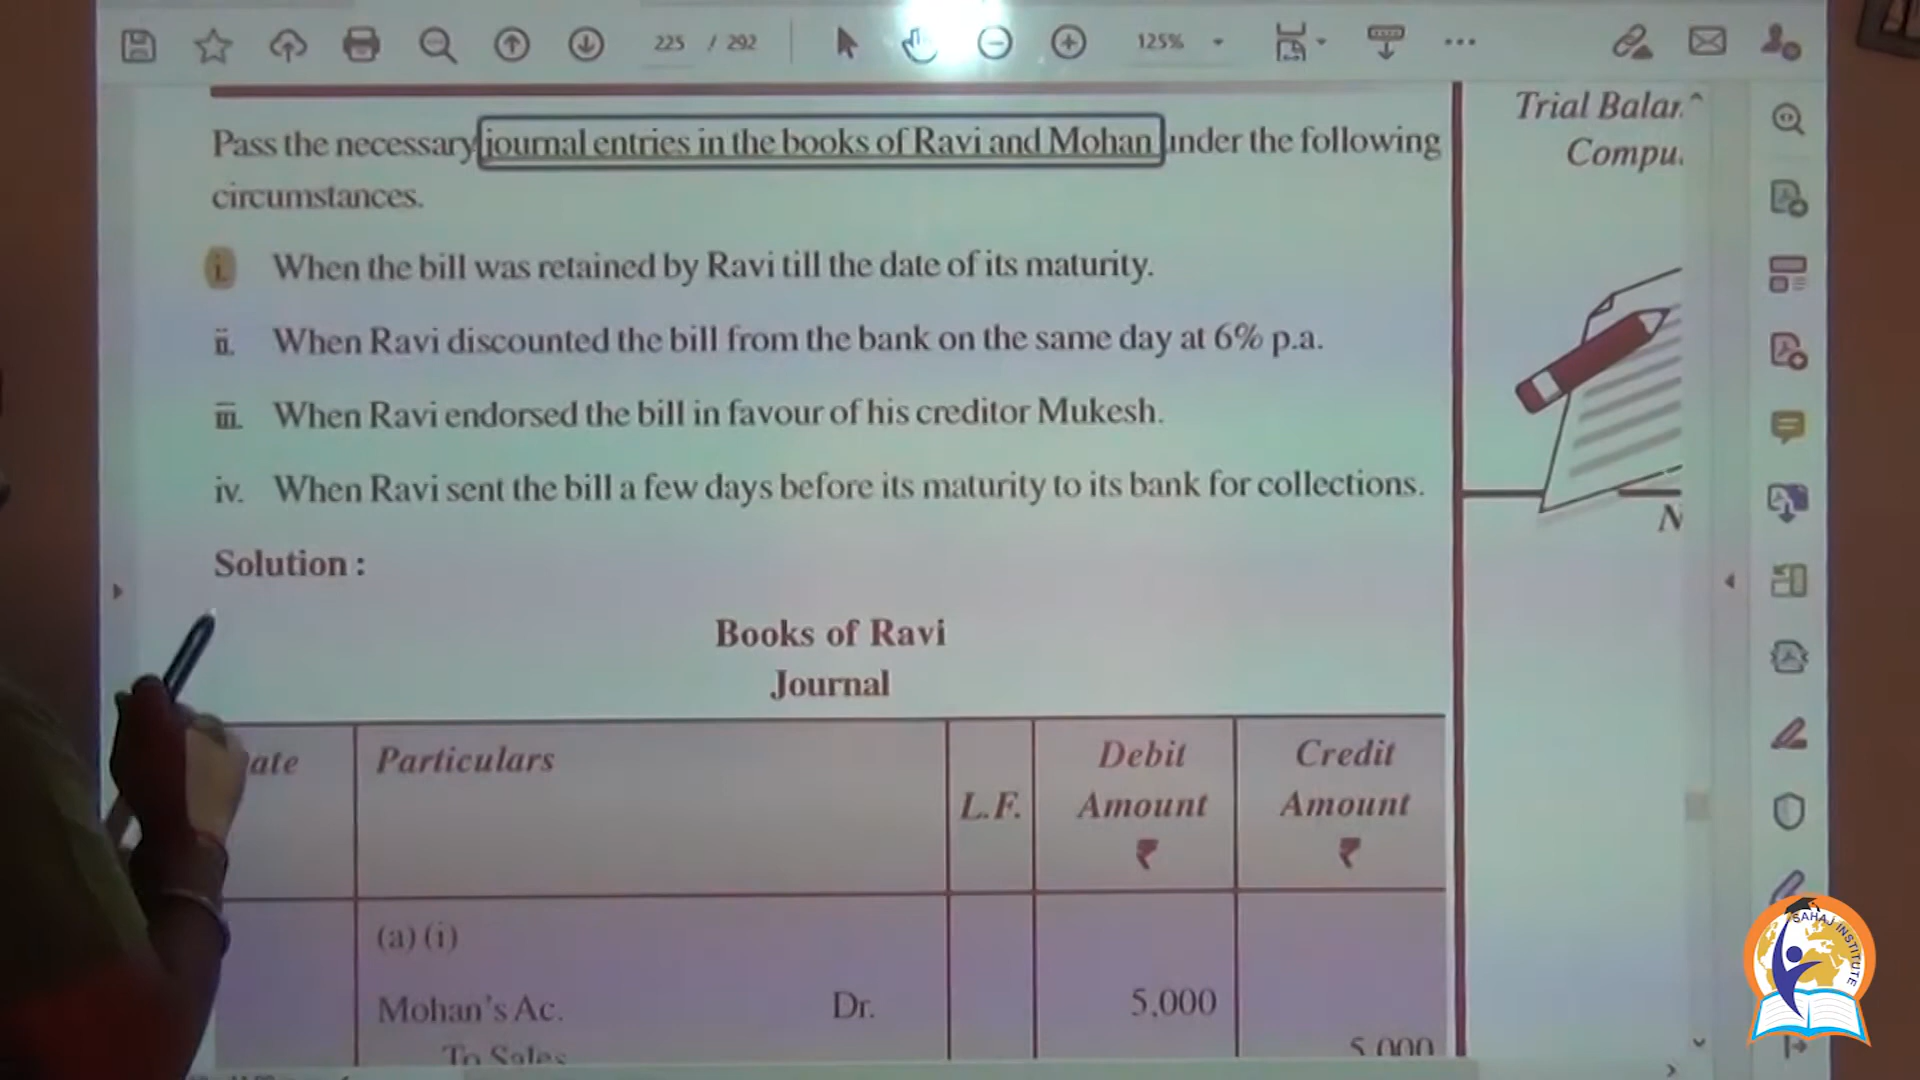 225 / 292
125%
Pass the necessary journal entries in the books of Ravi and Mohan under the following
circumstances.
i. When the bill was retained by Ravi till the date of its maturity.
ii. When Ravi discounted the bill from the bank on the same day at 6% p.a.
iii. When Ravi endorsed the bill in favour of his creditor Mukesh.
iv. When Ravi sent the bill a few days before its maturity to its bank for collections.
Solution :
Books of Ravi
Journal
ate Particulars L.F. Debit Amount ₹ Credit Amount ₹
(a) (i)
Mohan's Ac. Dr. 5,000
To Sales 5,000
Trial Balan
Compu
N
SAHAJ INSTITUTE